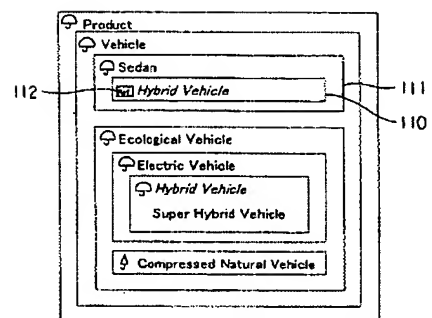 Product
Vehicle
Sedan
112
Hybrid Vehicle
111
110
Ecological Vehicle
Electric Vehicle
Hybrid Vehicle
Super Hybrid Vehicle
Compressed Natural Vehicle